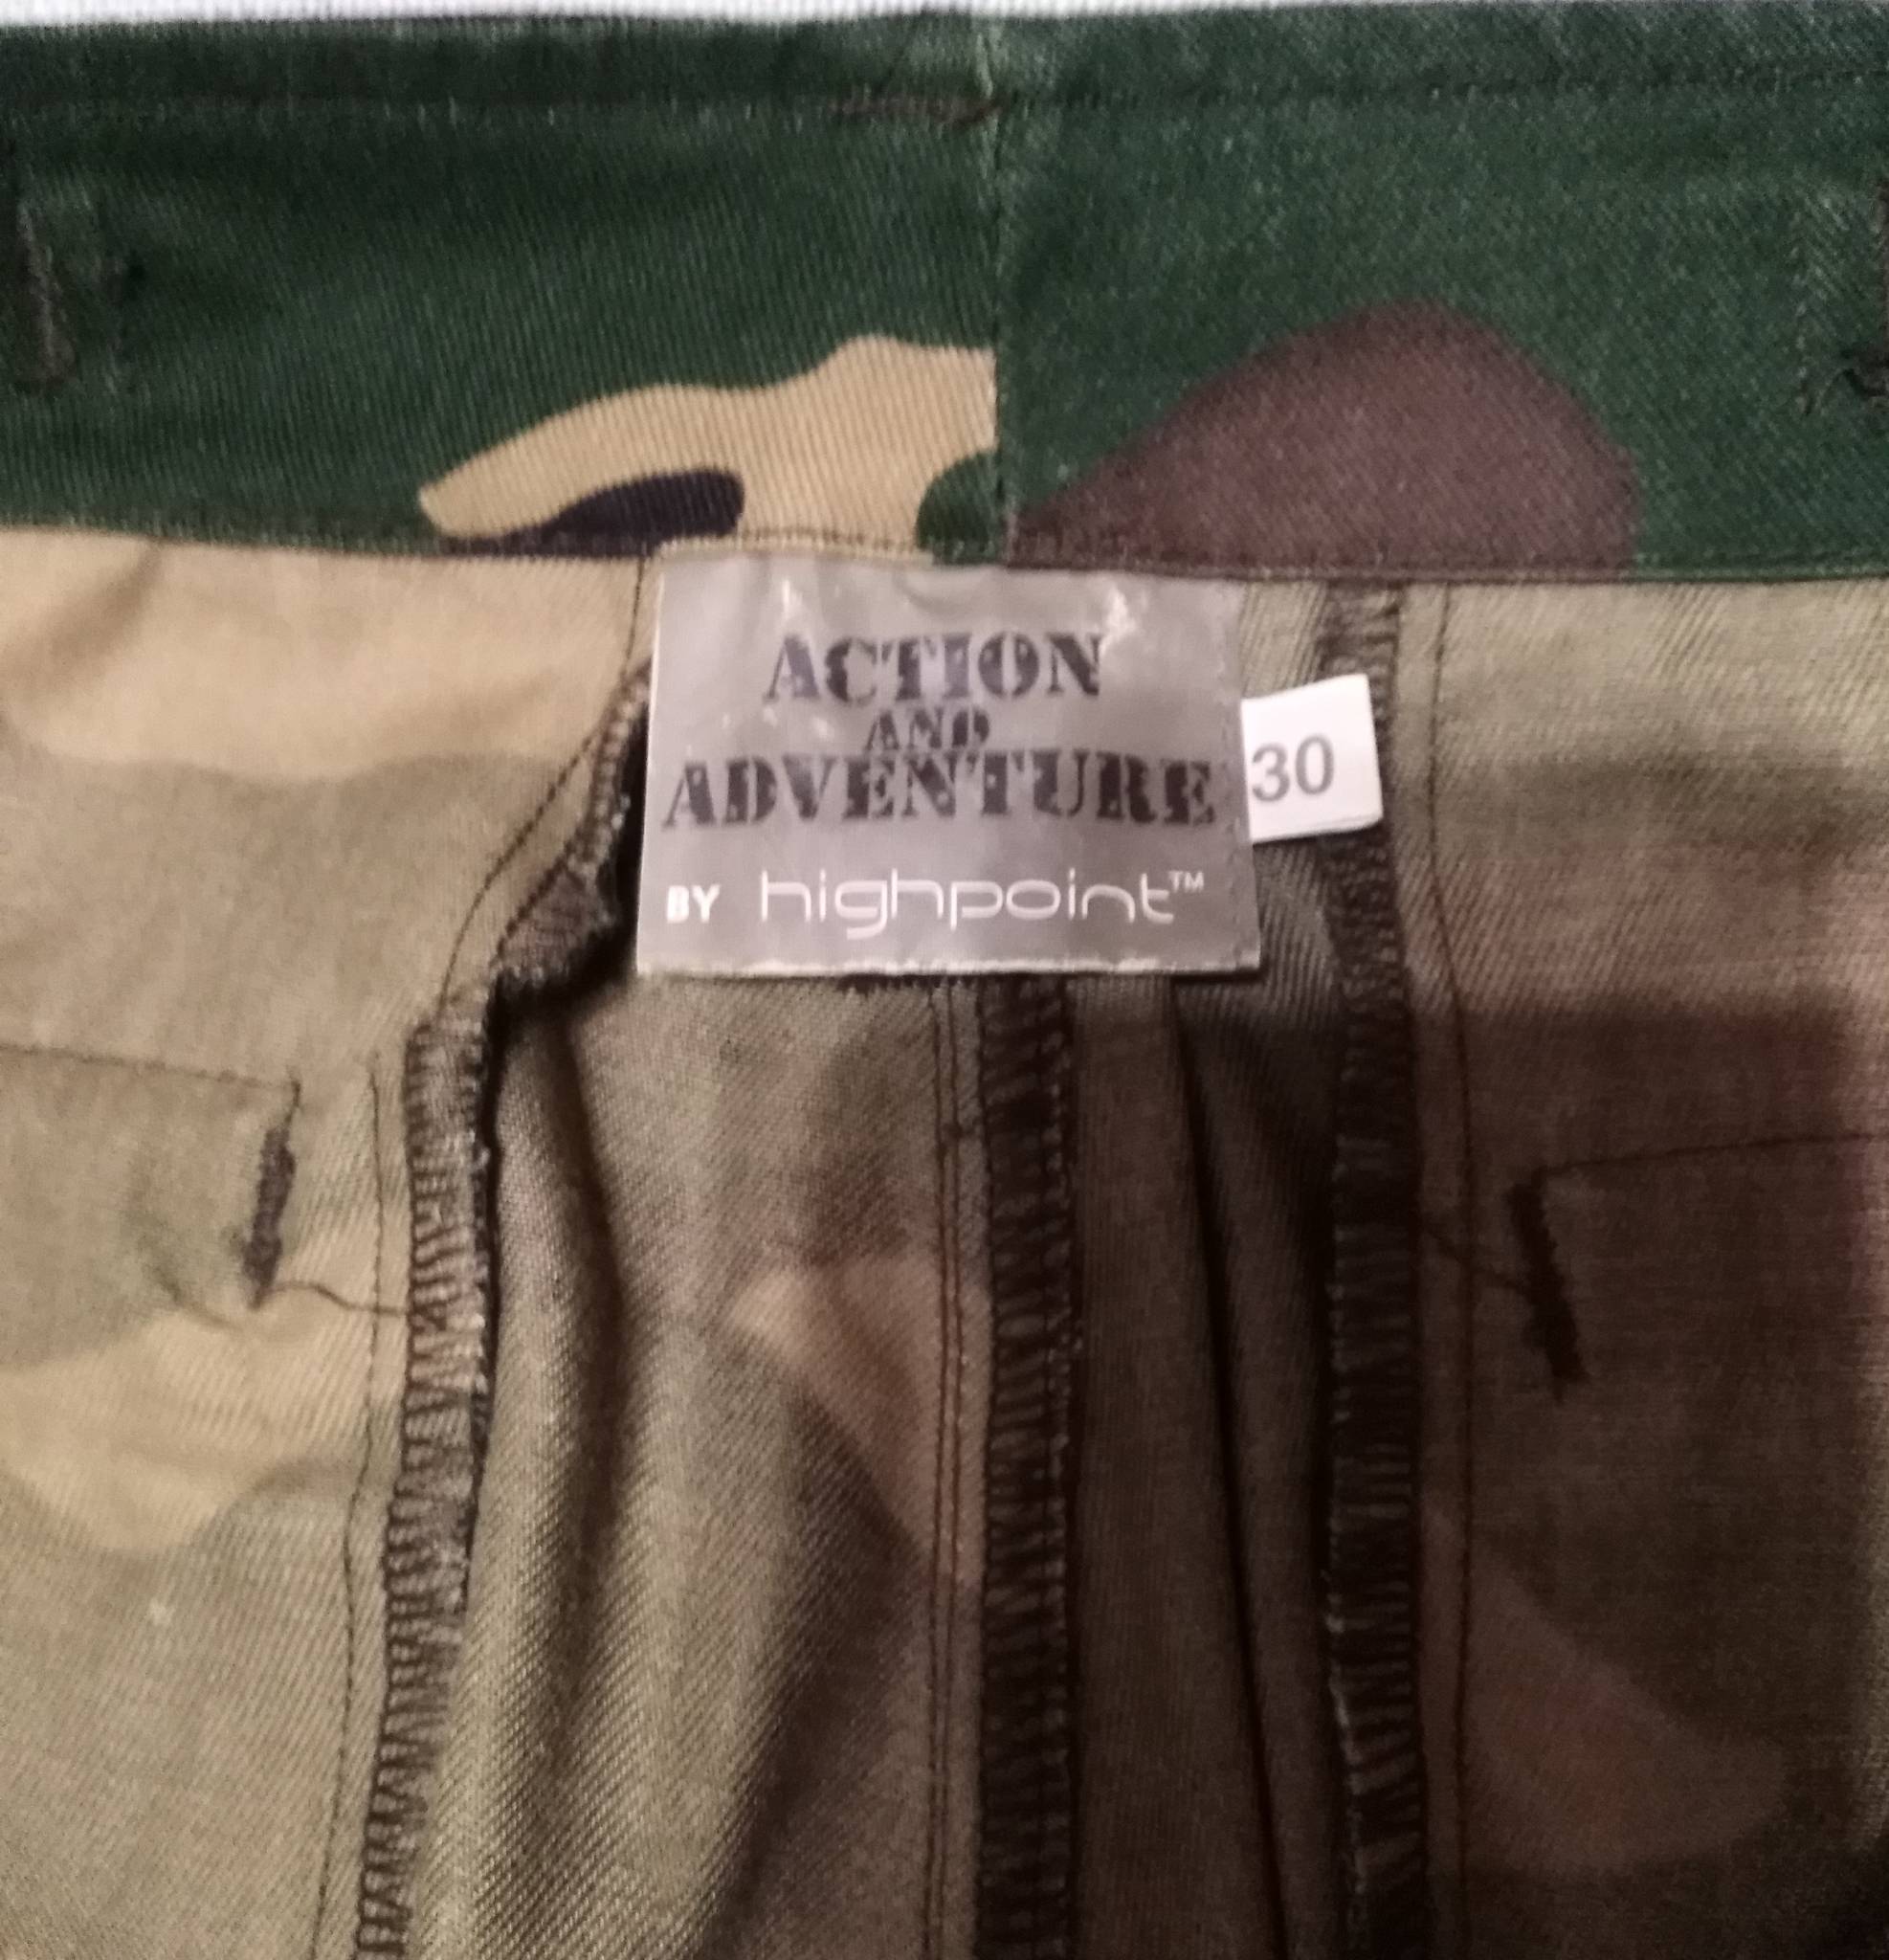 ACTION
AND
ADVENTURE
30
BY highpoint™